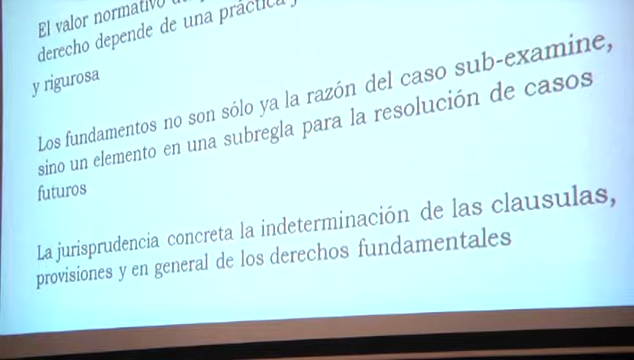 El valor normativo
derecho depende de una práctica
y rigurosa
Los fundamentos no son sólo ya la razón del caso sub-examine,
sino un elemento en una subregla para la resolución de casos
futuros
La jurisprudencia concreta la indeterminación de las clausulas,
provisiones y en general de los derechos fundamentales